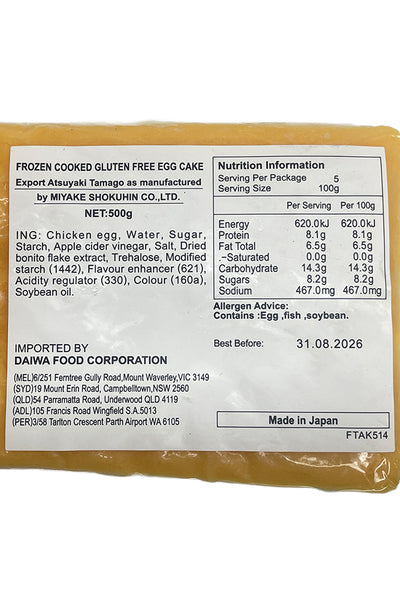 FROZEN COOKED GLUTEN FREE EGG CAKE
Export Atsuyaki Tamago as manufactured
by MIYAKE SHOKUHIN CO.,LTD.
NET:500g
ING: Chicken egg, Water, Sugar,
Starch, Apple cider vinegar, Salt, Dried
bonito flake extract, Trehalose, Modified
starch (1442), Flavour enhancer (621),
Acidity regulator (330), Colour (160a),
Soybean oil.
IMPORTED BY
DAIWA FOOD CORPORATION
(MEL)6/251 Ferntree Gully Road,Mount Waverley,VIC 3149
(SYD)19 Mount Erin Road, Campbelltown,NSW 2560
(QLD)54 Parramatta Road, Underwood QLD 4119
(ADL)105 Francis Road Wingfield S.A.5013
(PER)3/58 Tarlton Crescent Parth Airport WA 6105
Nutrition Information
Serving Per Package 5
Serving Size 100g
Per Serving Per 100g
Energy 620.0kJ 620.0kJ
Protein 8.1g 8.1g
Fat Total 6.5g 6.5g
.-Saturated 0.0g 0.0g
Carbohydrate 14.3g 14.3g
Sugars 8.2g 8.2g
Sodium 467.0mg 467.0mg
Allergen Advice:
Contains :Egg ,fish ,soybean.
Best Before: 31.08.2026
Made in Japan
FTAK514